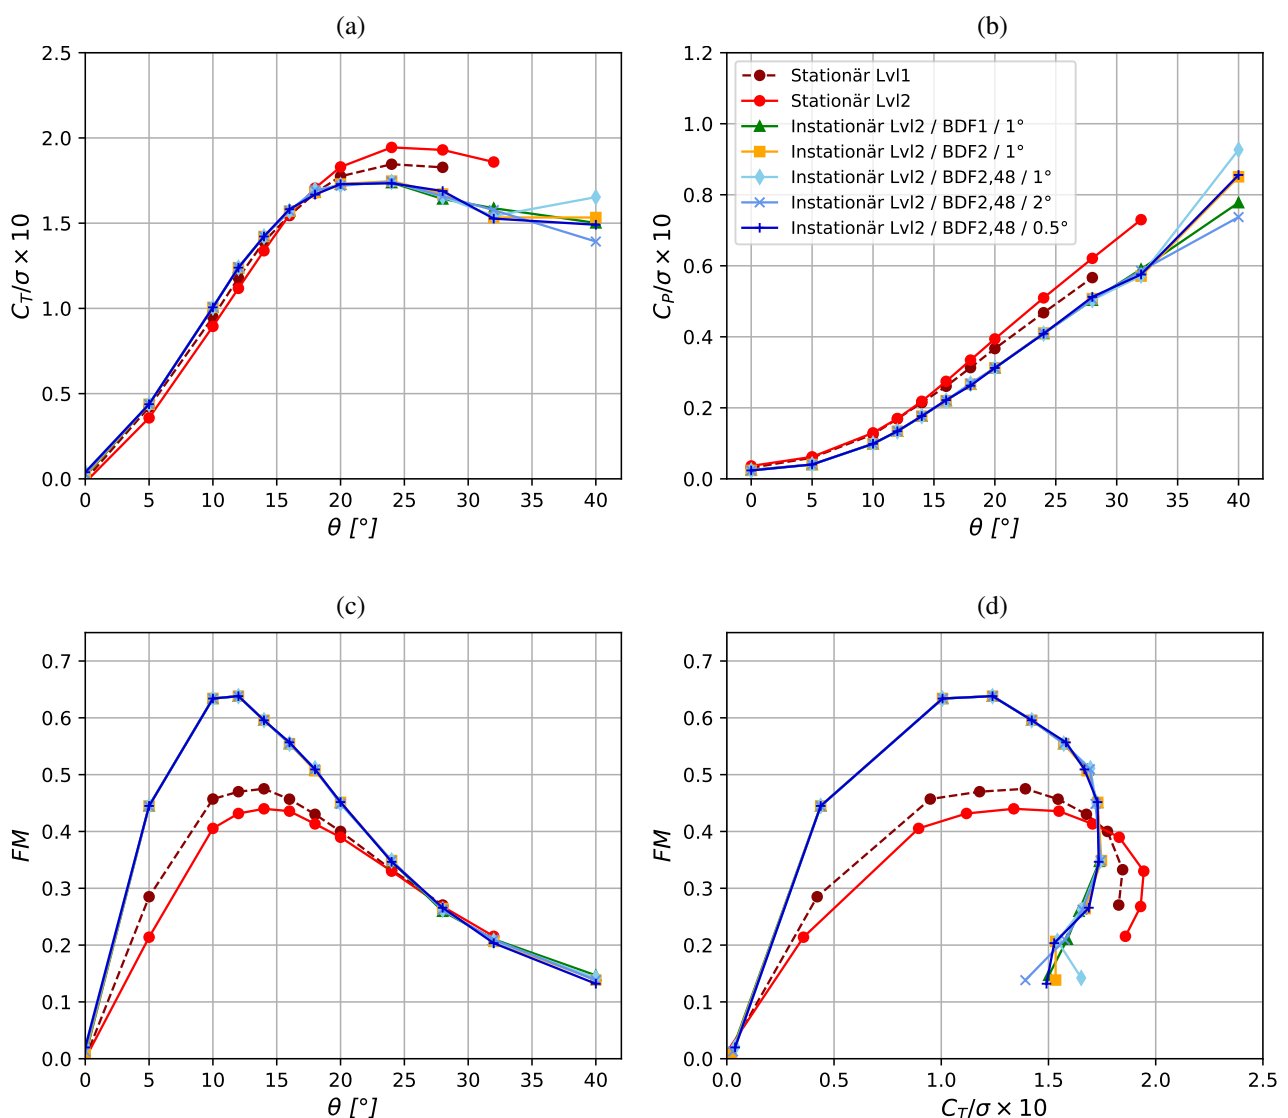 (a)
2.5
2.0
1.5
1.0
0.5
0.0
C_T/σ × 10
0 5 10 15 20 25 30 35 40
θ [°]
(b)
1.2
1.0
0.8
0.6
0.4
0.2
0.0
C_P/σ × 10
Stationär Lvl1
Stationär Lvl2
Instationär Lvl2 / BDF1 / 1°
Instationär Lvl2 / BDF2 / 1°
Instationär Lvl2 / BDF2,48 / 1°
Instationär Lvl2 / BDF2,48 / 2°
Instationär Lvl2 / BDF2,48 / 0.5°
0 5 10 15 20 25 30 35 40
θ [°]
(c)
0.7
0.6
0.5
0.4
0.3
0.2
0.1
0.0
FM
0 5 10 15 20 25 30 35 40
θ [°]
(d)
0.7
0.6
0.5
0.4
0.3
0.2
0.1
0.0
FM
0.0 0.5 1.0 1.5 2.0 2.5
C_T/σ × 10